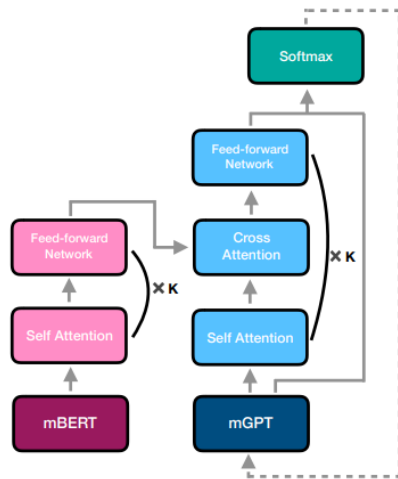 Softmax
Feed-forward
Network
Feed-forward
Network
Cross
Attention
× K
× K
Self Attention
Self Attention
mBERT
mGPT